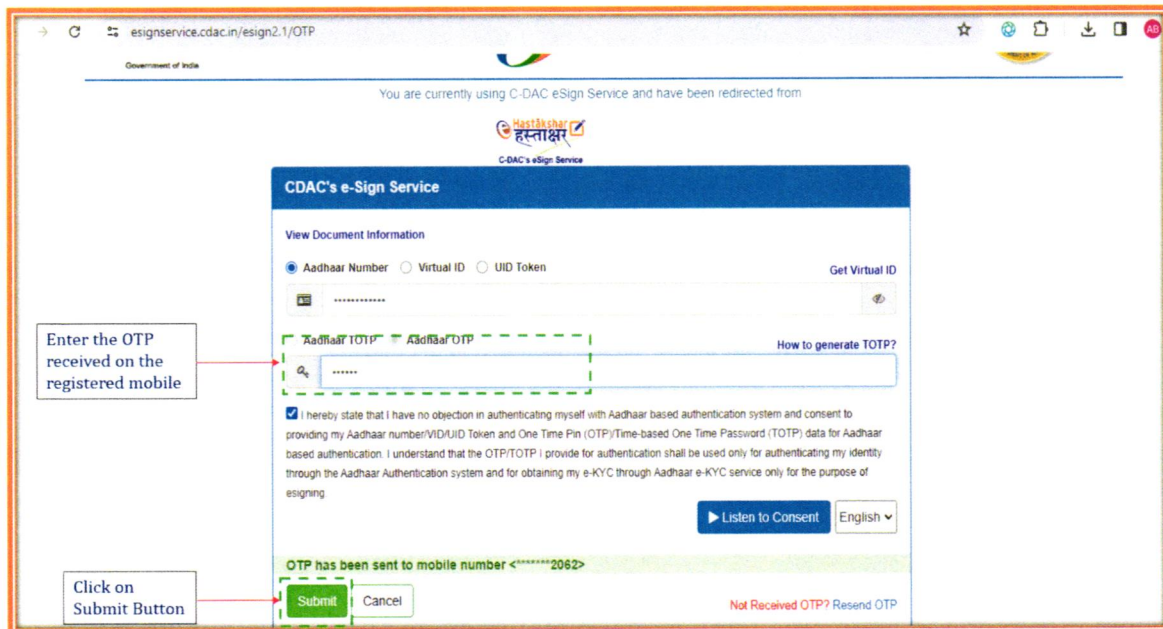 esignservice.cdac.in/esign2.1/OTP
AB
Government of India
You are currently using C-DAC eSign Service and have been redirected from
Hastākshar
हस्ताक्षर
C-DAC's eSign Service
CDAC's e-Sign Service
View Document Information
Aadhaar Number Virtual ID UID Token
Get Virtual ID
............
Aadhaar TOTP Aadhaar OTP
How to generate TOTP?
......
Enter the OTP
received on the
registered mobile
I hereby state that I have no objection in authenticating myself with Aadhaar based authentication system and consent to
providing my Aadhaar number/VID/UID Token and One Time Pin (OTP)/Time-based One Time Password (TOTP) data for Aadhaar
based authentication. I understand that the OTP/TOTP I provide for authentication shall be used only for authenticating my identity
through the Aadhaar Authentication system and for obtaining my e-KYC through Aadhaar e-KYC service only for the purpose of
esigning
Listen to Consent English
OTP has been sent to mobile number <*******2062>
Click on
Submit Button
Submit Cancel
Not Received OTP? Resend OTP